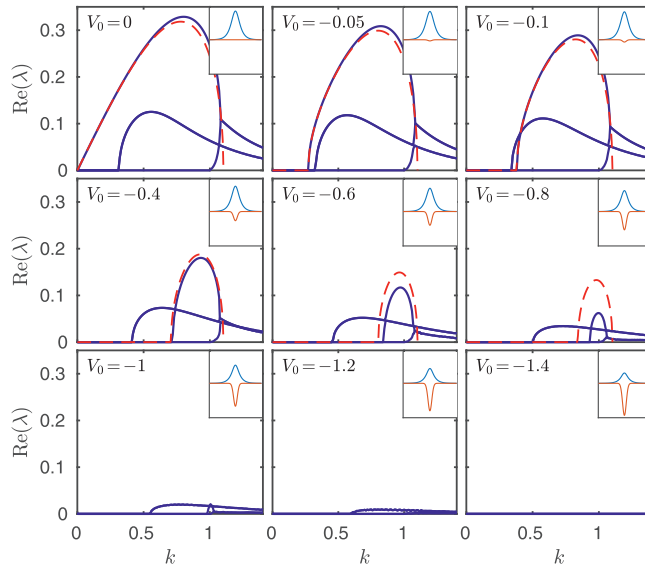 V₀ = 0
V₀ = −0.05
V₀ = −0.1
Re(λ)
0.3
0.2
0.1
0
V₀ = −0.4
V₀ = −0.6
V₀ = −0.8
Re(λ)
0.3
0.2
0.1
0
V₀ = −1
V₀ = −1.2
V₀ = −1.4
Re(λ)
0.3
0.2
0.1
0
0 0.5 1 0 0.5 1 0 0.5 1
k k k